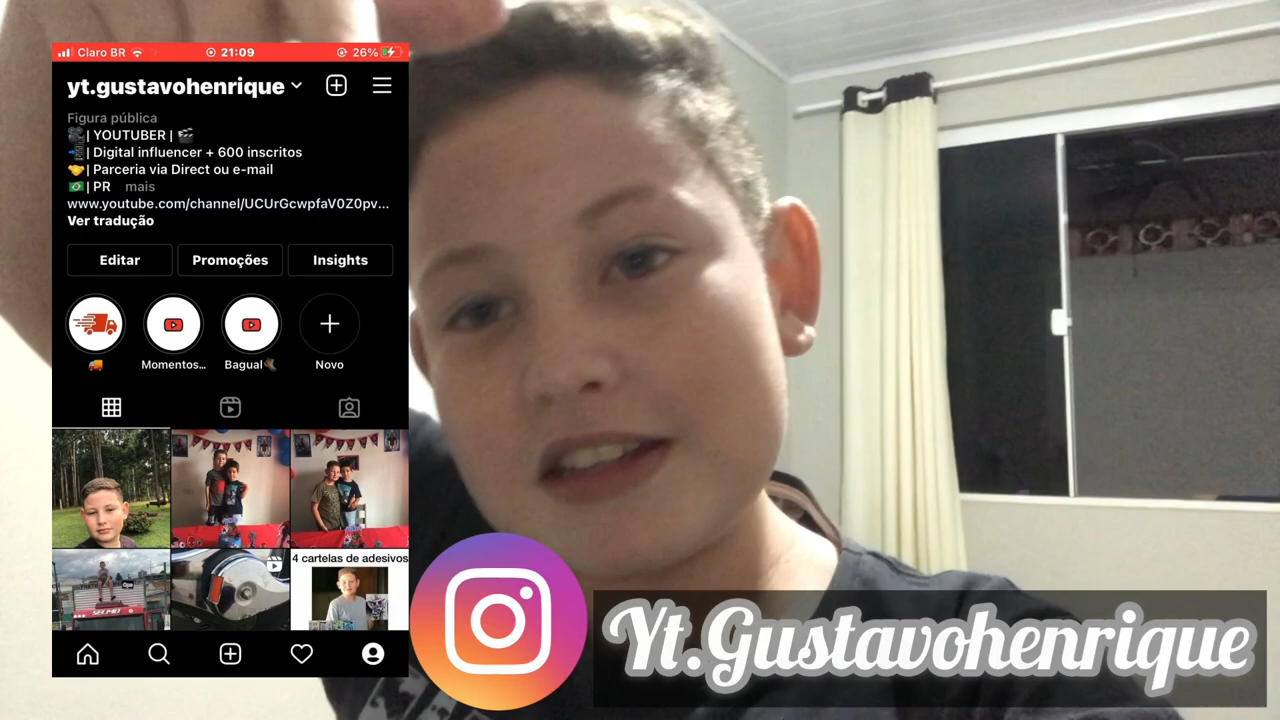 Claro BR
21:09
26%
yt.gustavohenrique
Figura pública
| YOUTUBER |
| Digital influencer + 600 inscritos
| Parceria via Direct ou e-mail
| PR mais
www.youtube.com/channel/UCUrGcwpfaV0Z0pv...
Ver tradução
Editar Promoções Insights
Momentos... Bagual Novo
4 cartelas de adesivos
Yt.Gustavohenrique